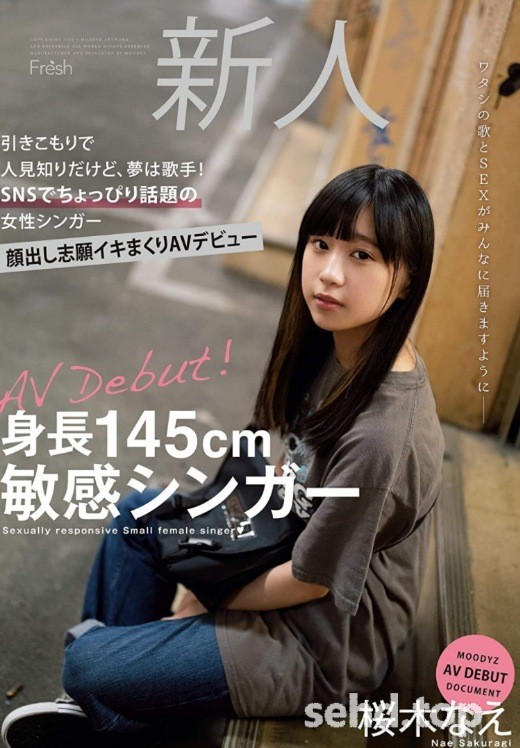 Fresh
新人
ワタシの歌とSEXがみんなに届きますように――
引きこもりで
人見知りだけど、夢は歌手!
SNSでちょっぴり話題の
女性シンガー
顔出し志願イキまくりAVデビュー
AV Debut!
身長145cm
敏感シンガー
Sexually responsive Small female singer♥
MOODYZ
AV DEBUT
DOCUMENT
桜木なえ
Nae Sakuragi
sehd.top